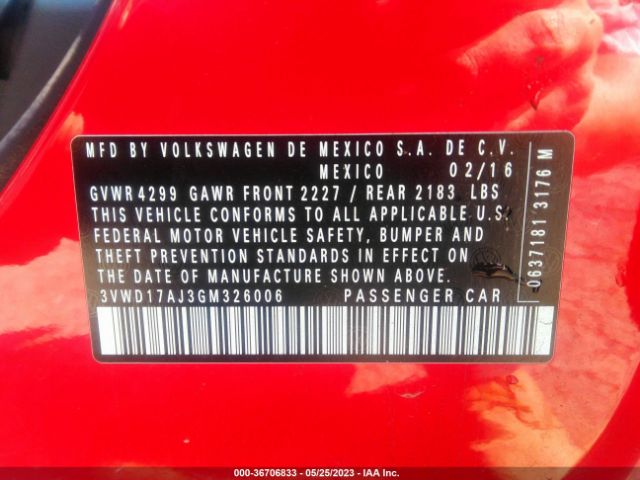 MFD BY VOLKSWAGEN DE MEXICO S.A. DE C.V.
MEXICO 02/16
GVWR 4299 GAWR FRONT 2227 / REAR 2183 LBS
THIS VEHICLE CONFORMS TO ALL APPLICABLE U.S.
FEDERAL MOTOR VEHICLE SAFETY, BUMPER AND
THEFT PREVENTION STANDARDS IN EFFECT ON
THE DATE OF MANUFACTURE SHOWN ABOVE.
3VWD17AJ3GM326006 PASSENGER CAR
0637181 3176 M
000-36706833 - 05/25/2023 - IAA Inc.